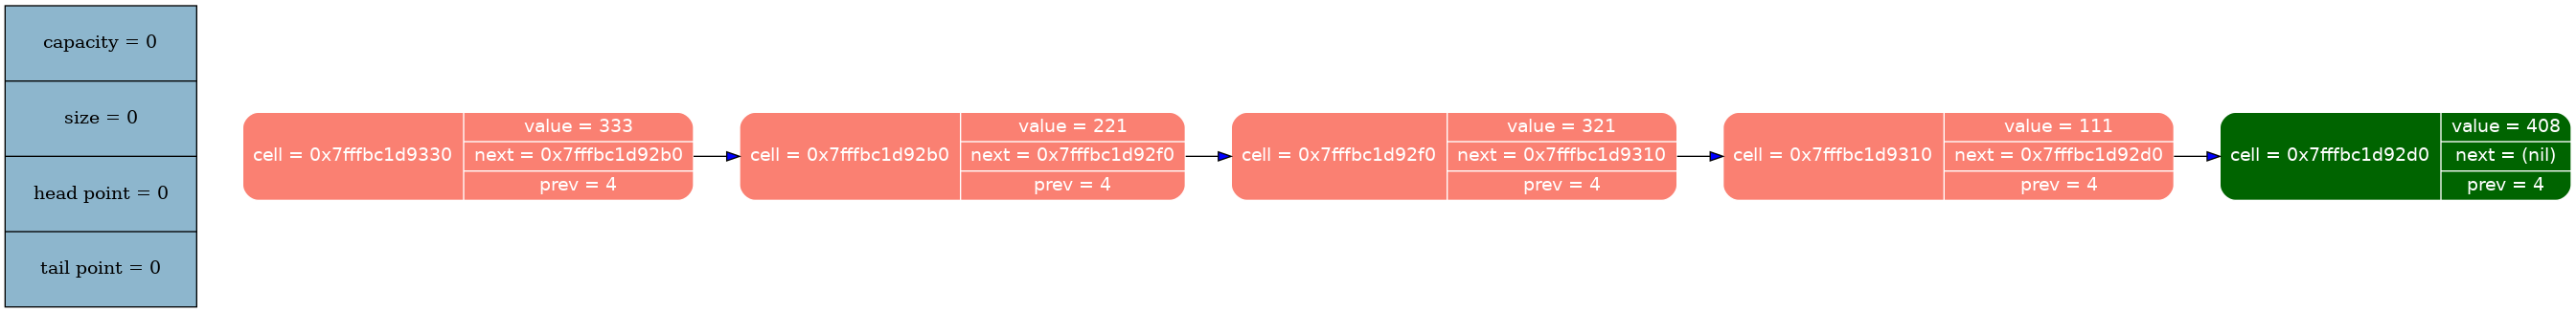 capacity = 0
size = 0
head point = 0
tail point = 0
cell = 0x7fffbc1d9330
value = 333
next = 0x7fffbc1d92b0
prev = 4
cell = 0x7fffbc1d92b0
value = 221
next = 0x7fffbc1d92f0
prev = 4
cell = 0x7fffbc1d92f0
value = 321
next = 0x7fffbc1d9310
prev = 4
cell = 0x7fffbc1d9310
value = 111
next = 0x7fffbc1d92d0
prev = 4
cell = 0x7fffbc1d92d0
value = 408
next = (nil)
prev = 4